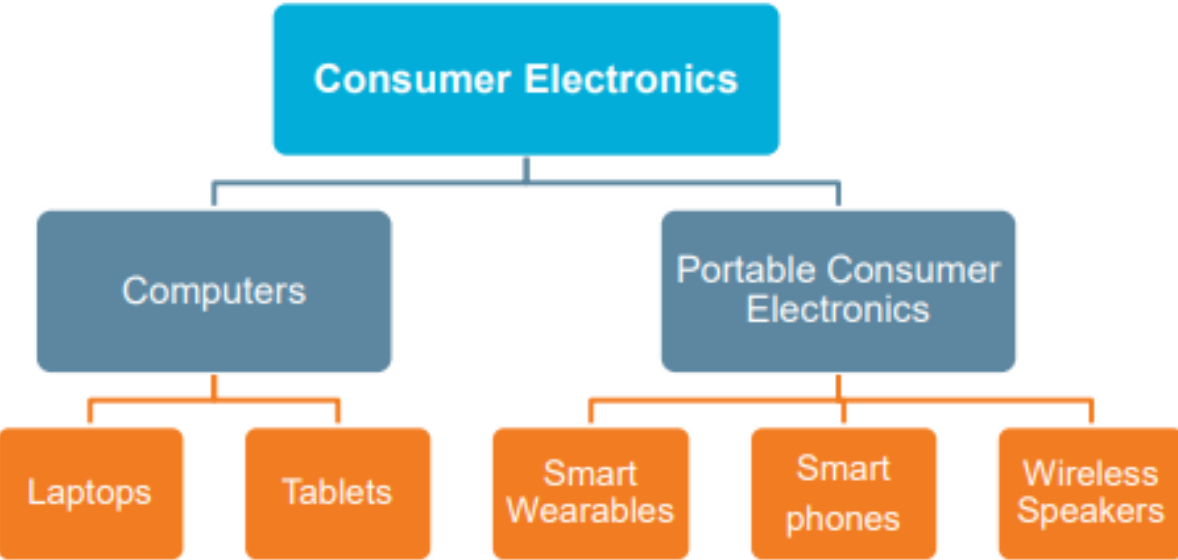 Consumer Electronics
Computers
Portable Consumer
Electronics
Laptops
Tablets
Smart
Wearables
Smart
phones
Wireless
Speakers